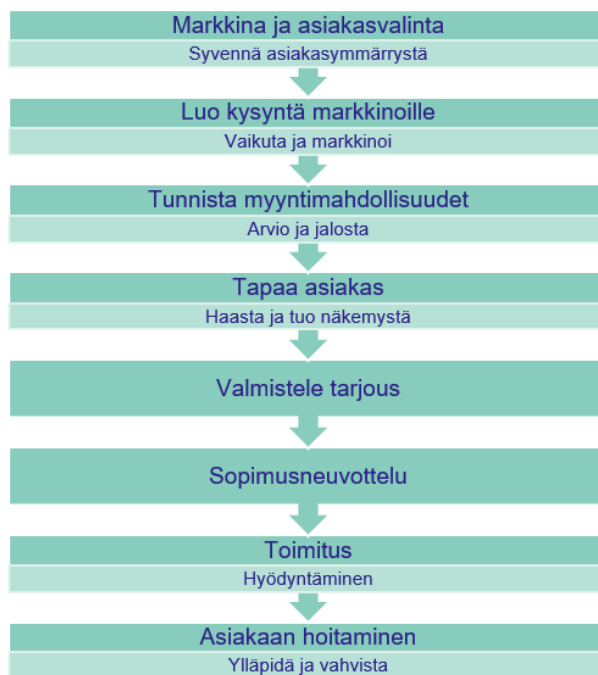 Markkina ja asiakasvalinta
Syvennä asiakasymmärrystä
Luo kysyntä markkinoille
Vaikuta ja markkinoi
Tunnista myyntimahdollisuudet
Arvio ja jalosta
Tapaa asiakas
Haasta ja tuo näkemystä
Valmistele tarjous
Sopimusneuvottelu
Toimitus
Hyödyntäminen
Asiakaan hoitaminen
Ylläpidä ja vahvista